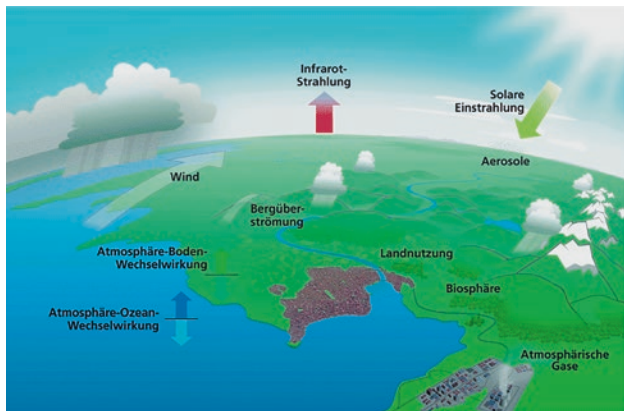 Infrarot-
Strahlung
Solare
Einstrahlung
Aerosole
Wind
Bergüber-
strömung
Atmosphäre-Boden-
Wechselwirkung
Landnutzung
Biosphäre
Atmosphäre-Ozean-
Wechselwirkung
Atmosphärische
Gase